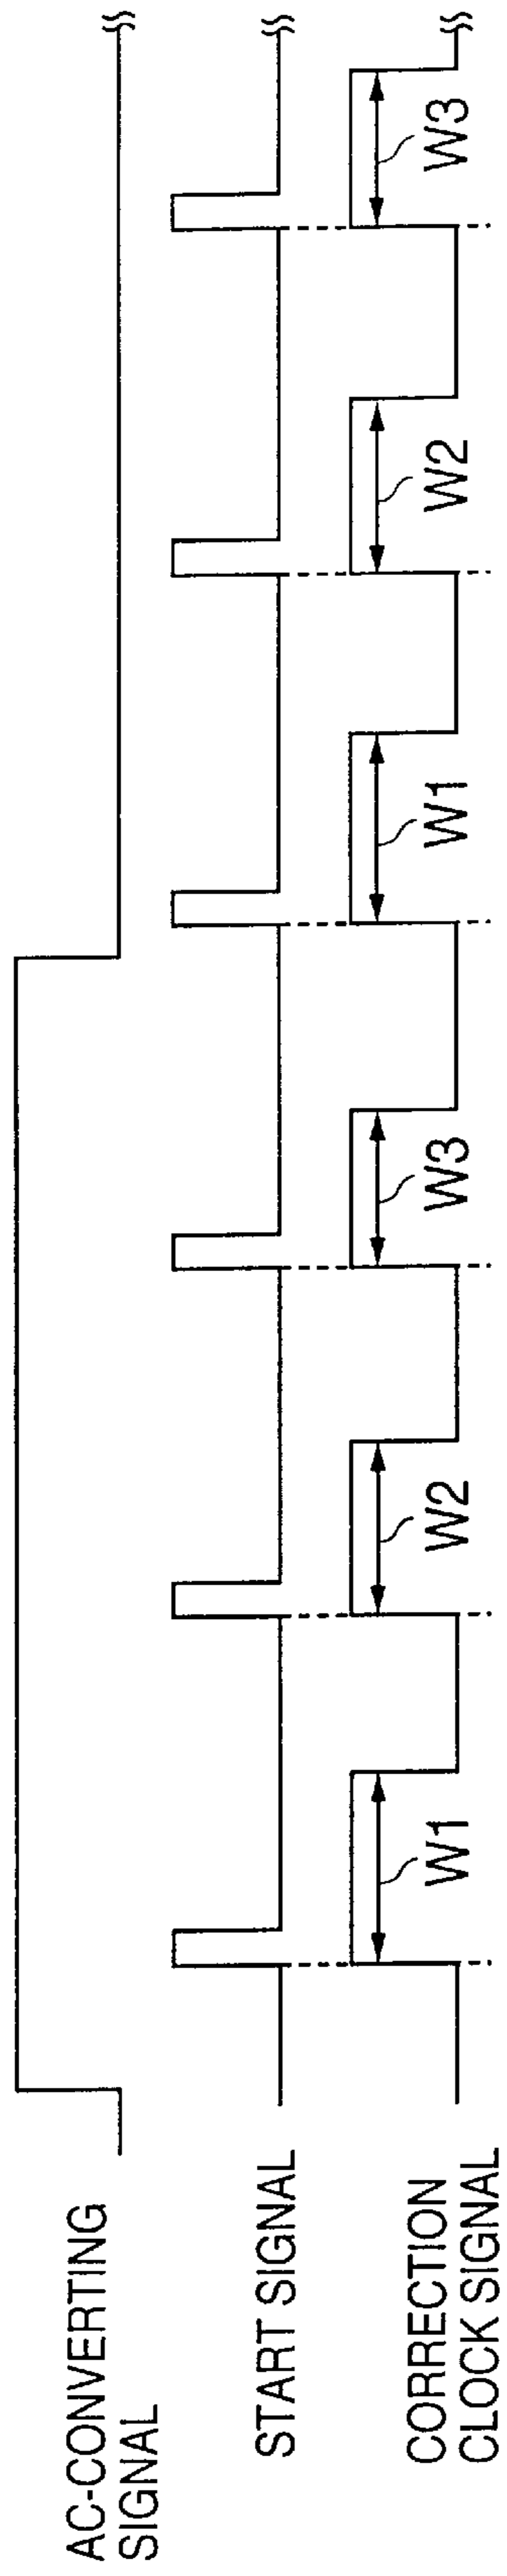 AC-CONVERTING
SIGNAL
START SIGNAL
CORRECTION
CLOCK SIGNAL
W1
W2
W3
W1
W2
W3